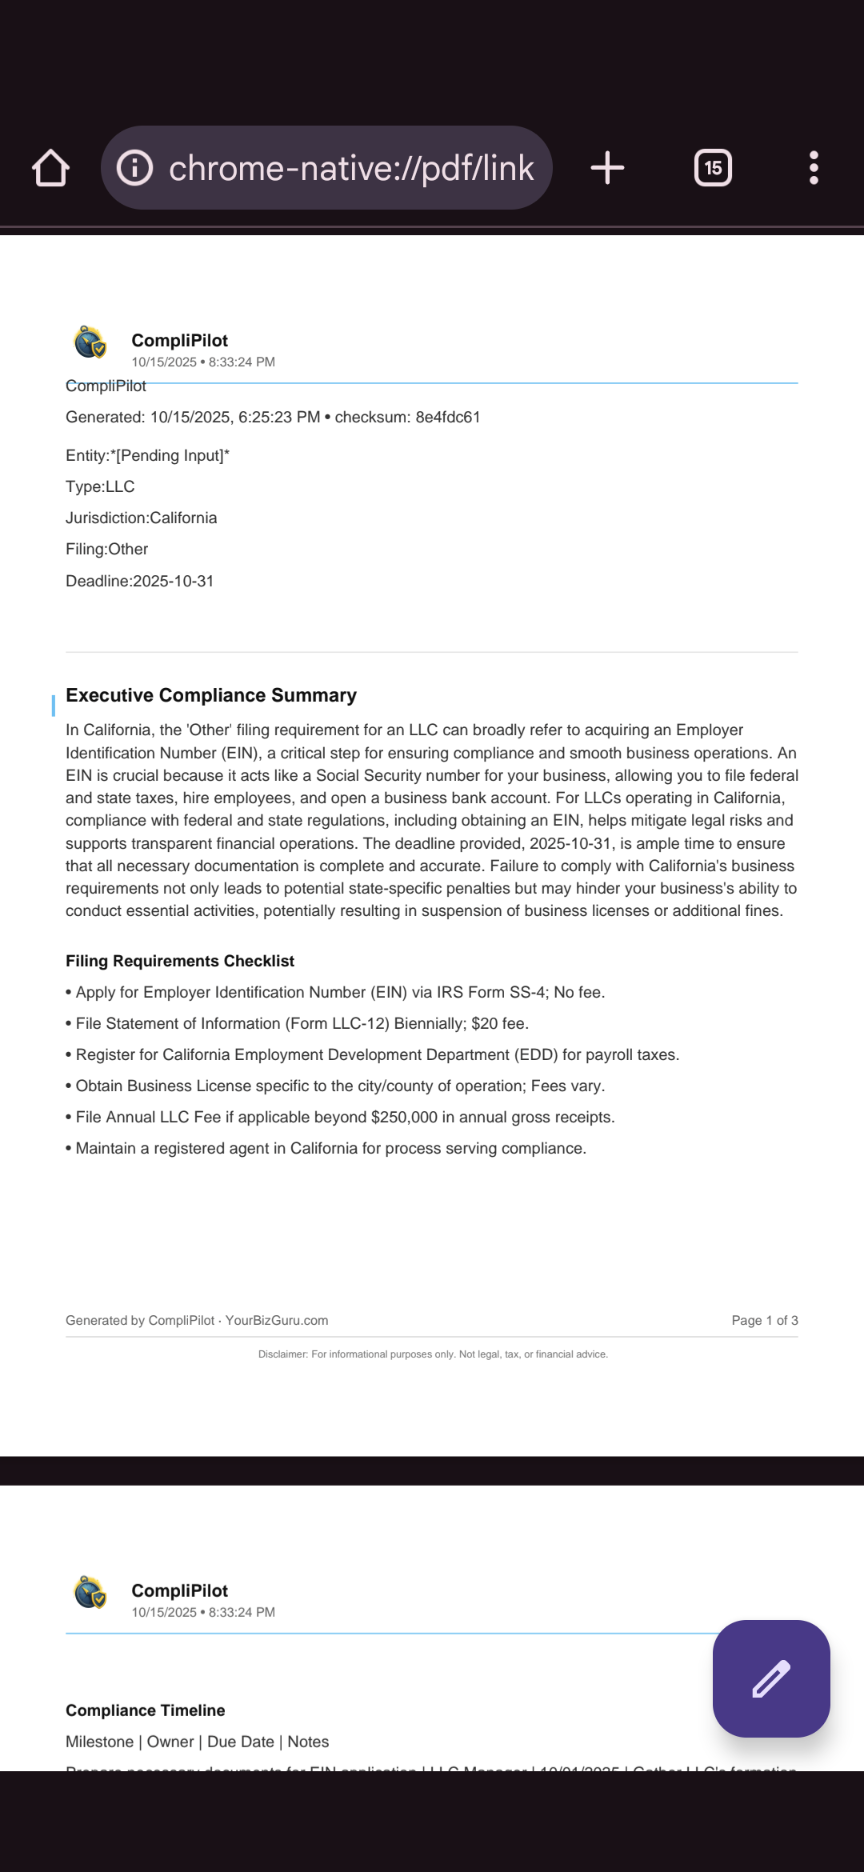 chrome-native://pdf/link
15
CompliPilot
10/15/2025 • 8:33:24 PM
CompliPilot
Generated: 10/15/2025, 6:25:23 PM • checksum: 8e4fdc61
Entity:*[Pending Input]*
Type:LLC
Jurisdiction:California
Filing:Other
Deadline:2025-10-31
Executive Compliance Summary
In California, the 'Other' filing requirement for an LLC can broadly refer to acquiring an Employer
Identification Number (EIN), a critical step for ensuring compliance and smooth business operations. An
EIN is crucial because it acts like a Social Security number for your business, allowing you to file federal
and state taxes, hire employees, and open a business bank account. For LLCs operating in California,
compliance with federal and state regulations, including obtaining an EIN, helps mitigate legal risks and
supports transparent financial operations. The deadline provided, 2025-10-31, is ample time to ensure
that all necessary documentation is complete and accurate. Failure to comply with California's business
requirements not only leads to potential state-specific penalties but may hinder your business's ability to
conduct essential activities, potentially resulting in suspension of business licenses or additional fines.
Filing Requirements Checklist
• Apply for Employer Identification Number (EIN) via IRS Form SS-4; No fee.
• File Statement of Information (Form LLC-12) Biennially; $20 fee.
• Register for California Employment Development Department (EDD) for payroll taxes.
• Obtain Business License specific to the city/county of operation; Fees vary.
• File Annual LLC Fee if applicable beyond $250,000 in annual gross receipts.
• Maintain a registered agent in California for process serving compliance.
Generated by CompliPilot · YourBizGuru.com
Page 1 of 3
Disclaimer: For informational purposes only. Not legal, tax, or financial advice.
CompliPilot
10/15/2025 • 8:33:24 PM
Compliance Timeline
Milestone | Owner | Due Date | Notes
Prepare necessary documents for EIN application | LLC Manager | 10/01/2025 | Gather LLC's formation